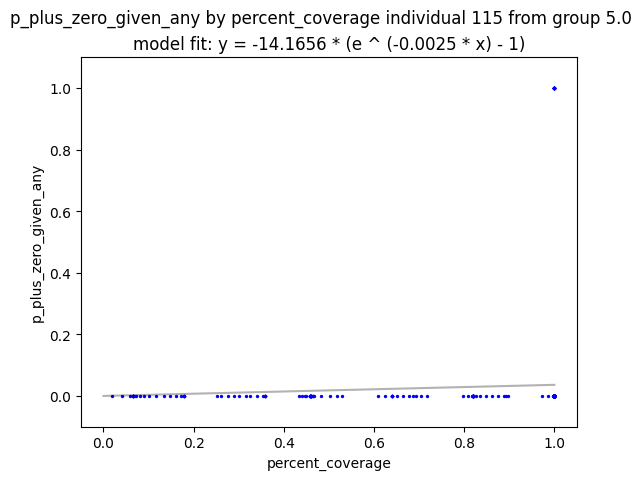 p_plus_zero_given_any by percent_coverage individual 115 from group 5.0
model fit: y = -14.1656 * (e ^ (-0.0025 * x) - 1)
1.0
0.8
0.6
0.4
0.2
0.0
p_plus_zero_given_any
0.0 0.2 0.4 0.6 0.8 1.0
percent_coverage